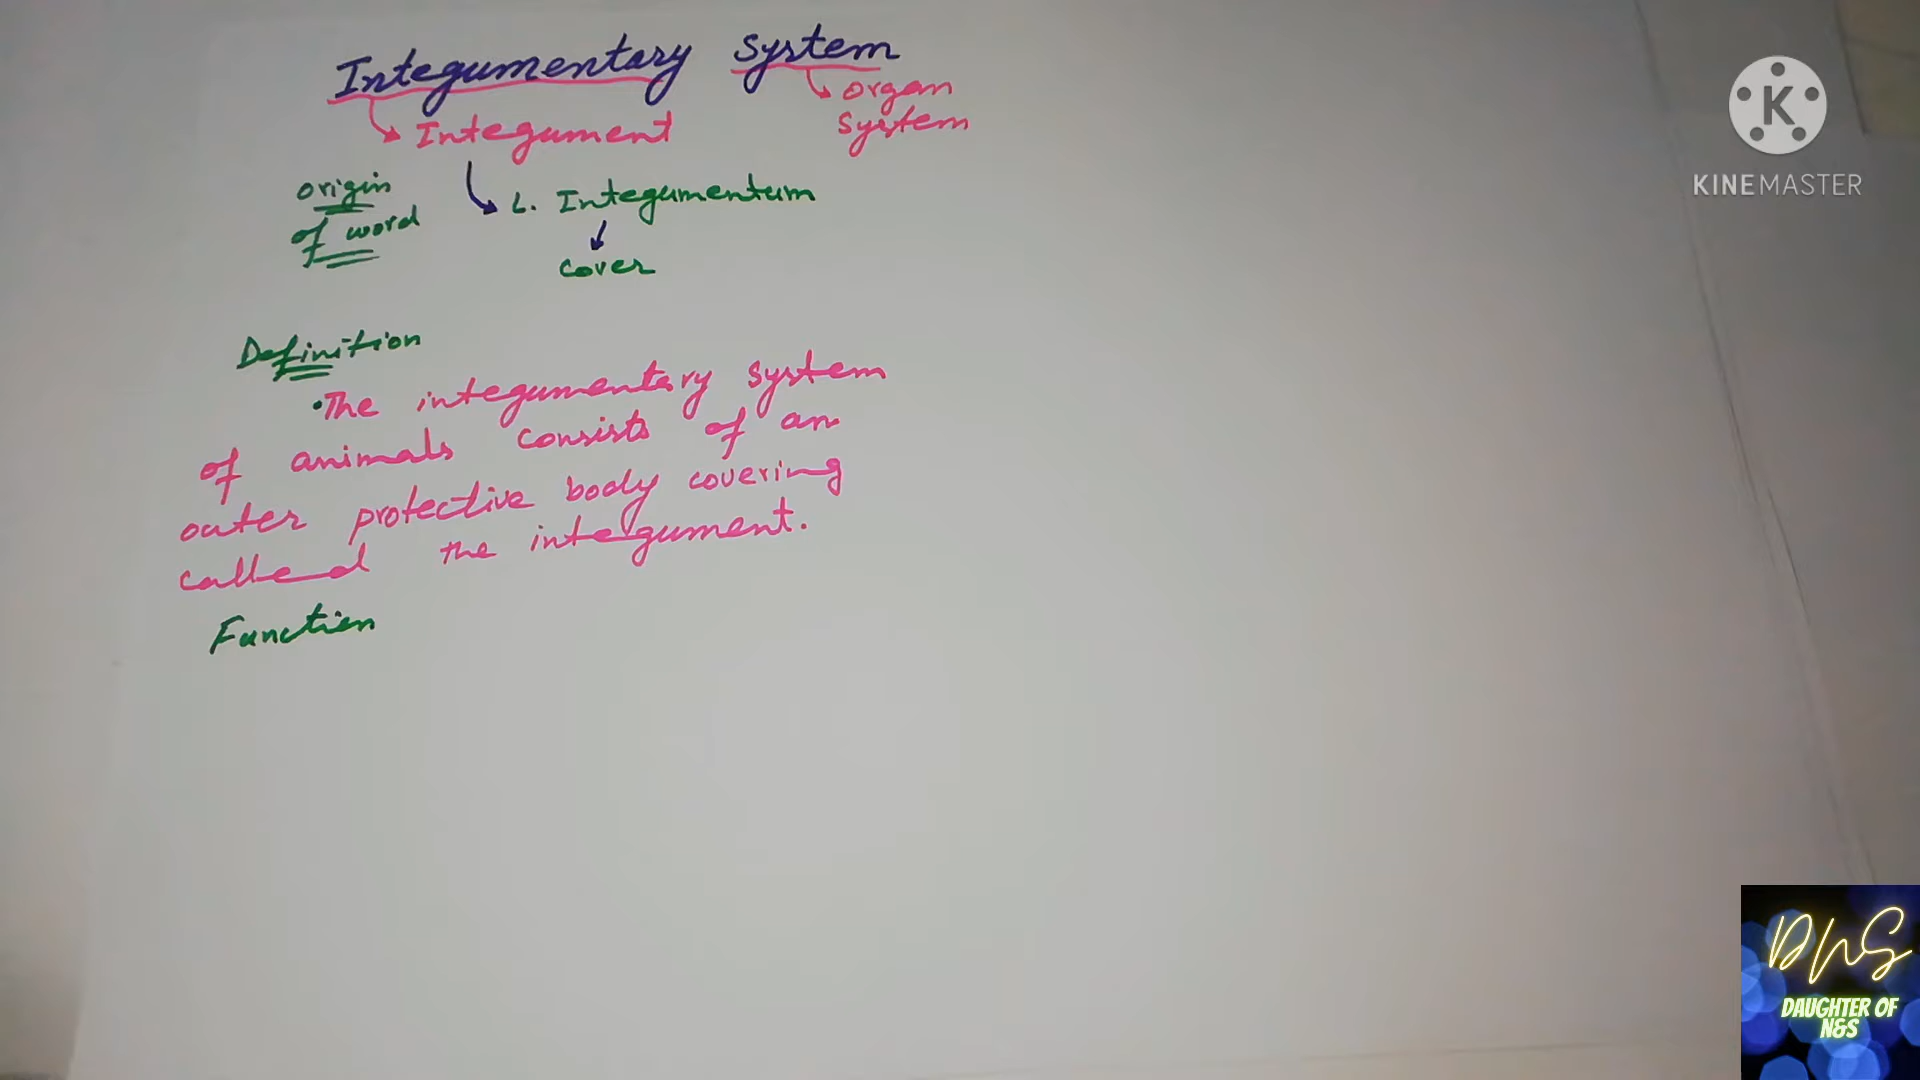 Integumentary System
Organ
System
Integument
origin
of word
L. Integumentum
cover
Definition
• The integumentary system
of animals consists of an
outer protective body covering
called the integument.
Function
K
KINEMASTER
DNS
DAUGHTER OF
N&S